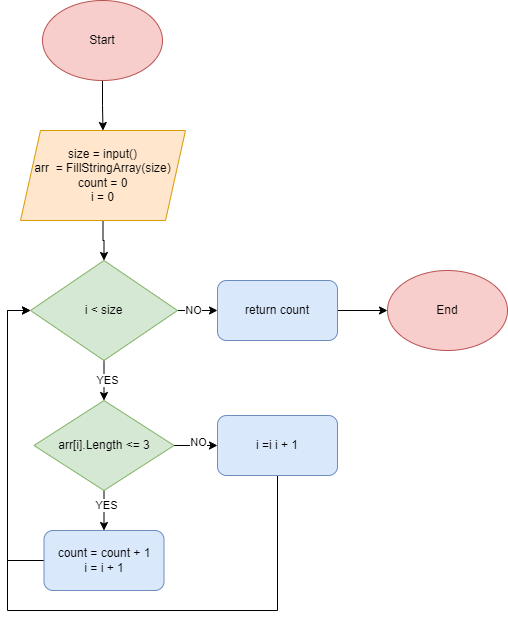 Start
size = input()
arr  = FillStringArray(size)
count = 0
i = 0
i < size
NO
return count
End
YES
arr[i].Length <= 3
NO
i =i i + 1
YES
count = count + 1
i = i + 1